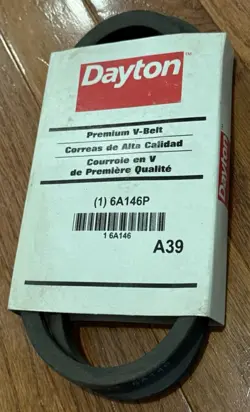 Dayton
Premium V-Belt
Correas de Alta Calidad
Courroie en V
de Première Qualité
(1) 6A146P
1 6A146
A39